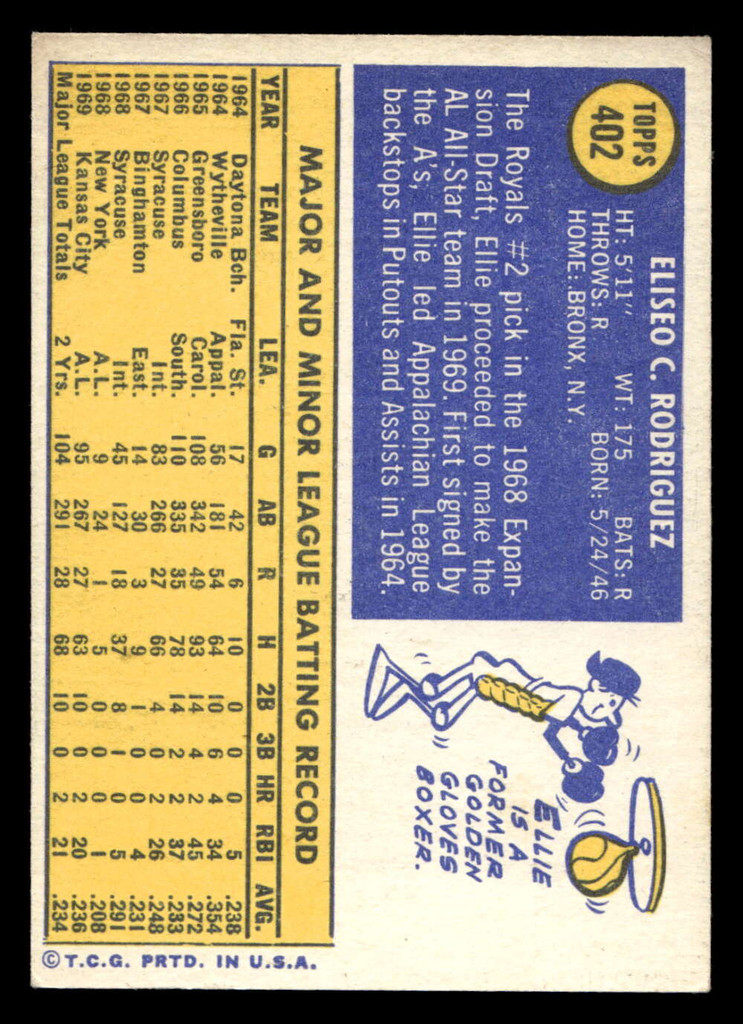 TOPPS
402
ELISEO C. RODRIGUEZ
HT: 5'11" WT: 175 BATS: R
THROWS: R BORN: 5/24/46
HOME: BRONX, N.Y.
The Royals #2 pick in the 1968 Expan-
sion Draft, Ellie proceeded to make the
AL All-Star team in 1969. First signed by
the A's, Ellie led Appalachian League
backstops in Putouts and Assists in 1964.
ELLIE
IS A
FORMER
GOLDEN
GLOVES
BOXER.
MAJOR AND MINOR LEAGUE BATTING RECORD
YEAR TEAM LEA. G AB R H 2B 3B HR RBI AVG.
1964 Daytona Bch. Fla. St. 17 42 6 10 0 0 0 5 .238
1964 Wytheville Appal. 56 181 54 64 10 6 4 34 .354
1965 Greensboro Carol. 108 342 49 93 14 4 2 45 .272
1966 Columbus South. 110 335 35 78 14 2 2 37 .233
1967 Syracuse Int. 83 266 27 66 4 0 2 26 .248
1967 Binghamton East. 14 39 3 9 1 0 0 4 .231
1968 Syracuse Int. 45 127 18 37 8 1 0 5 .291
1968 New York A.L. 9 24 1 5 0 0 0 1 .208
1969 Kansas City A.L. 95 267 27 63 10 0 2 20 .236
Major League Totals 2 Yrs. 104 291 28 68 10 0 2 21 .234
© T.C.G. PRTD. IN U.S.A.